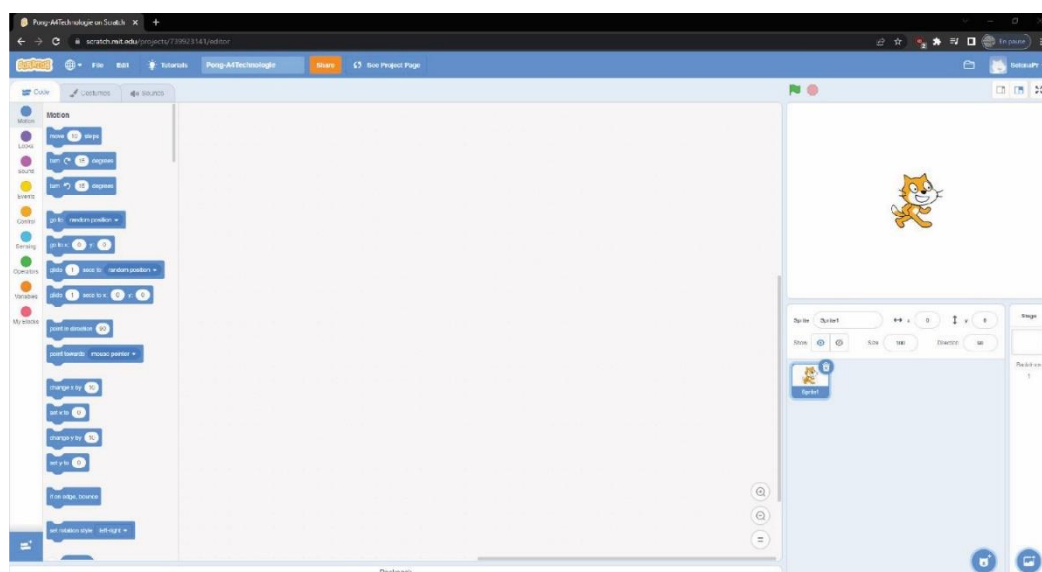 Pong-A4Technologie on Scratch
scratch.mit.edu/projects/739923141/editor
En pause
SCRATCH File Edit Tutorials Pong-A4Technologie Share See Project Page
Code Costumes Sounds
Motion
Looks
Sound
Events
Control
Sensing
Operators
Variables
My Blocks
Motion
move 10 steps
turn 15 degrees
turn 15 degrees
go to random position
go to x: 0 y: 0
glide 1 secs to random position
glide 1 secs to x: 0 y: 0
point in direction 90
point towards mouse-pointer
change x by 10
set x to 0
change y by 10
set y to 0
if on edge, bounce
set rotation style left-right
Sprite Sprite1 x 0 y
Show Size 100 Direction 90
Sprite1
Stage
1